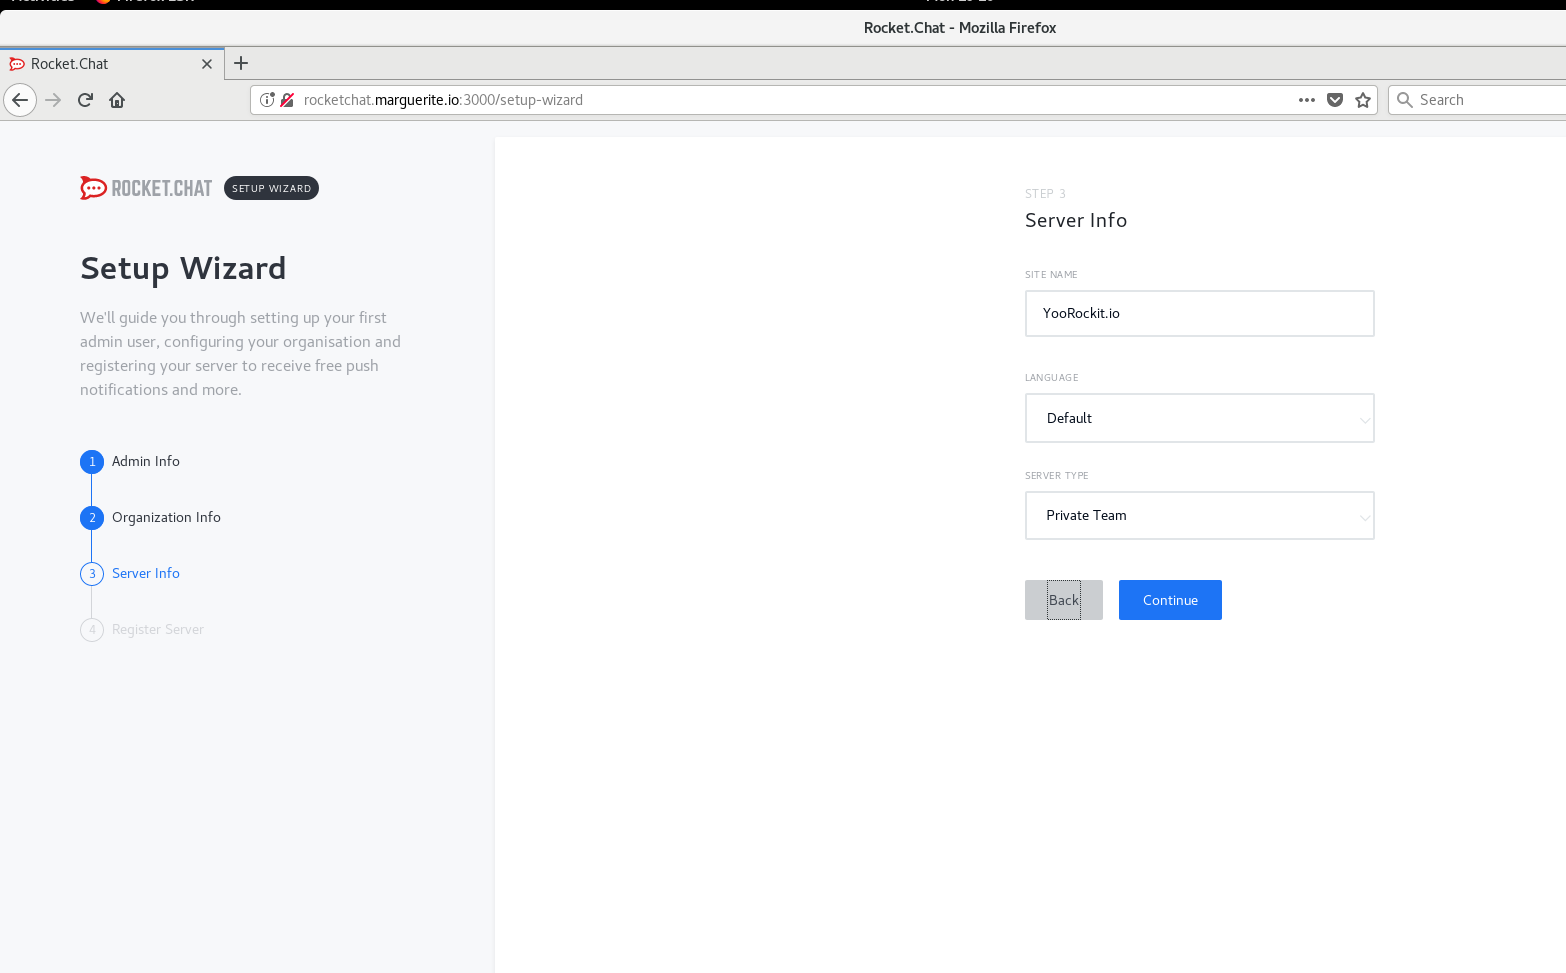 Rocket.Chat - Mozilla Firefox
Rocket.Chat
rocketchat.marguerite.io:3000/setup-wizard
Search
ROCKET.CHAT SETUP WIZARD
Setup Wizard
We'll guide you through setting up your first
admin user, configuring your organisation and
registering your server to receive free push
notifications and more.
1 Admin Info
2 Organization Info
3 Server Info
4 Register Server
STEP 3
Server Info
SITE NAME
YooRockit.io
LANGUAGE
Default
SERVER TYPE
Private Team
Back Continue